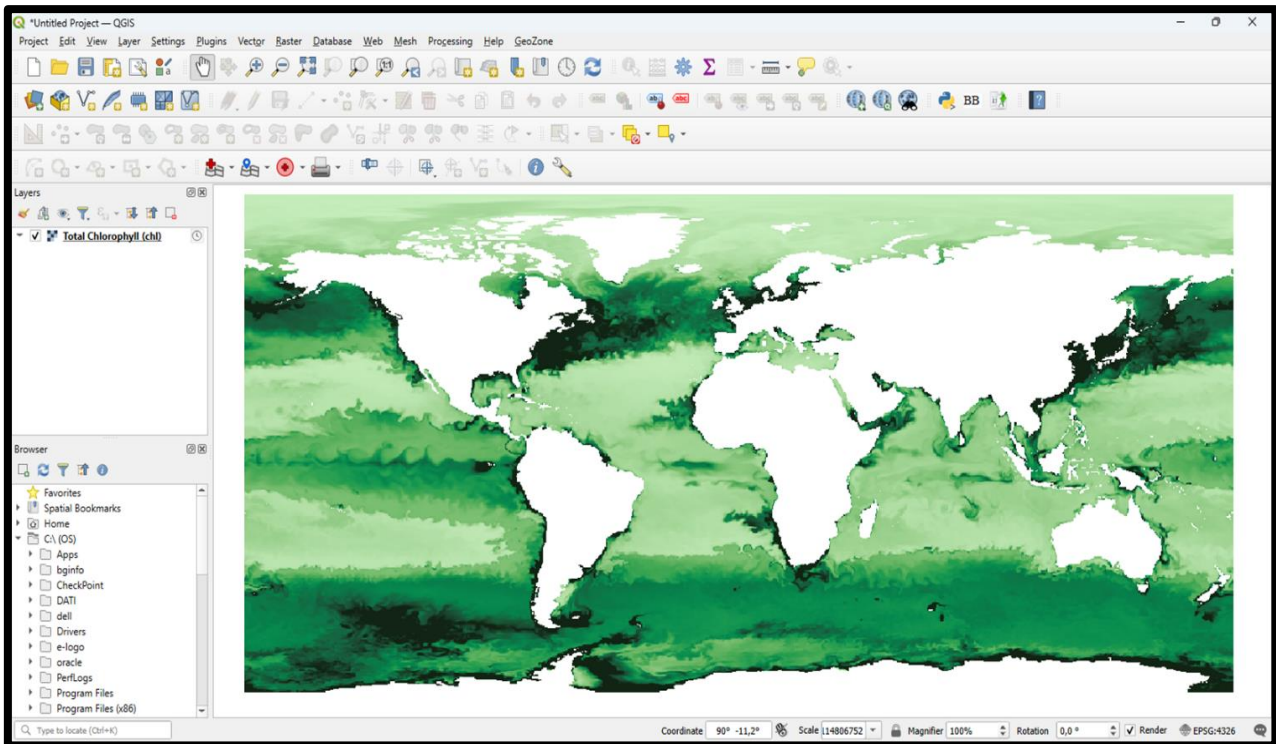 *Untitled Project — QGIS
Project Edit View Layer Settings Plugins Vector Raster Database Web Mesh Processing Help GeoZone
Σ
ab abc
BB
?
Layers
Total Chlorophyll (chl)
Browser
Favorites
Spatial Bookmarks
Home
C:\ (OS)
Apps
bginfo
CheckPoint
DATI
dell
Drivers
e-logo
oracle
PerfLogs
Program Files
Program Files (x86)
Type to locate (Ctrl+K) Coordinate 90° -11,2° Scale 14806752 Magnifier 100% Rotation 0,0 ° Render EPSG:4326